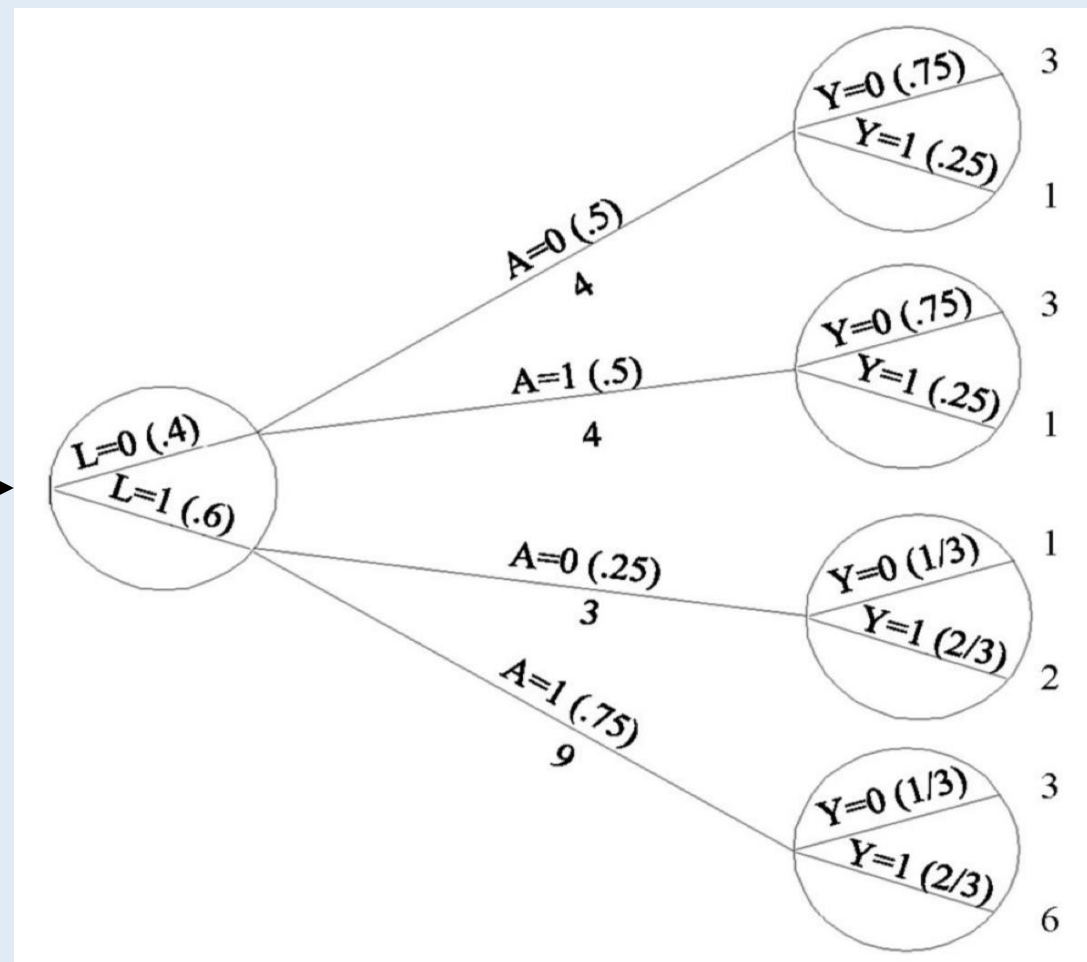 Y=0 (.75)
3
Y=1 (.25)
1
A=0 (.5)
4
Y=0 (.75)
3
Y=1 (.25)
1
A=1 (.5)
4
L=0 (.4)
L=1 (.6)
A=0 (.25)
3
Y=0 (1/3)
1
Y=1 (2/3)
2
A=1 (.75)
9
Y=0 (1/3)
3
Y=1 (2/3)
6